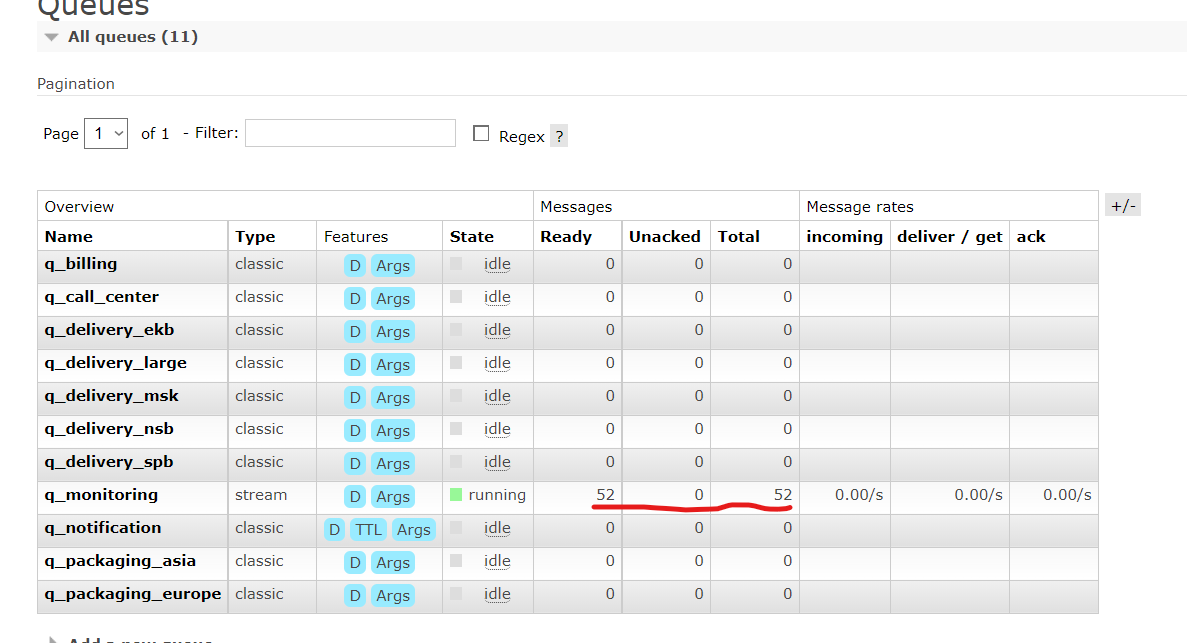 Queues
All queues (11)
Pagination
Page 1 of 1 - Filter: Regex ?
Overview Messages Message rates +/-
Name Type Features State Ready Unacked Total incoming deliver / get ack
q_billing classic D Args idle 0 0 0
q_call_center classic D Args idle 0 0 0
q_delivery_ekb classic D Args idle 0 0 0
q_delivery_large classic D Args idle 0 0 0
q_delivery_msk classic D Args idle 0 0 0
q_delivery_nsb classic D Args idle 0 0 0
q_delivery_spb classic D Args idle 0 0 0
q_monitoring stream D Args running 52 0 52 0.00/s 0.00/s 0.00/s
q_notification classic D TTL Args idle 0 0 0
q_packaging_asia classic D Args idle 0 0 0
q_packaging_europe classic D Args idle 0 0 0
Add a new queue